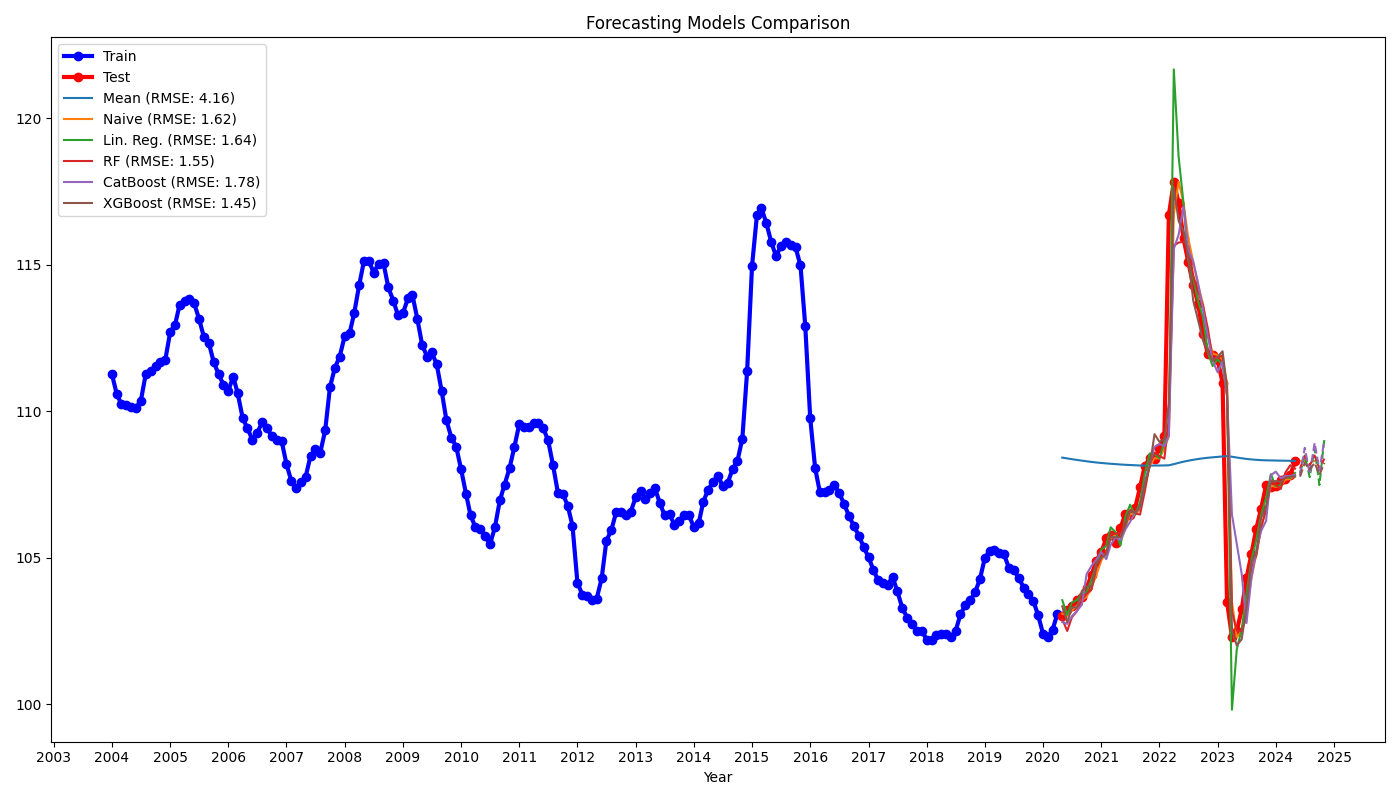 Forecasting Models Comparison
Train
Test
Mean (RMSE: 4.16)
Naive (RMSE: 1.62)
Lin. Reg. (RMSE: 1.64)
RF (RMSE: 1.55)
CatBoost (RMSE: 1.78)
XGBoost (RMSE: 1.45)
120
115
110
105
100
2003 2004 2005 2006 2007 2008 2009 2010 2011 2012 2013 2014 2015 2016 2017 2018 2019 2020 2021 2022 2023 2024 2025
Year